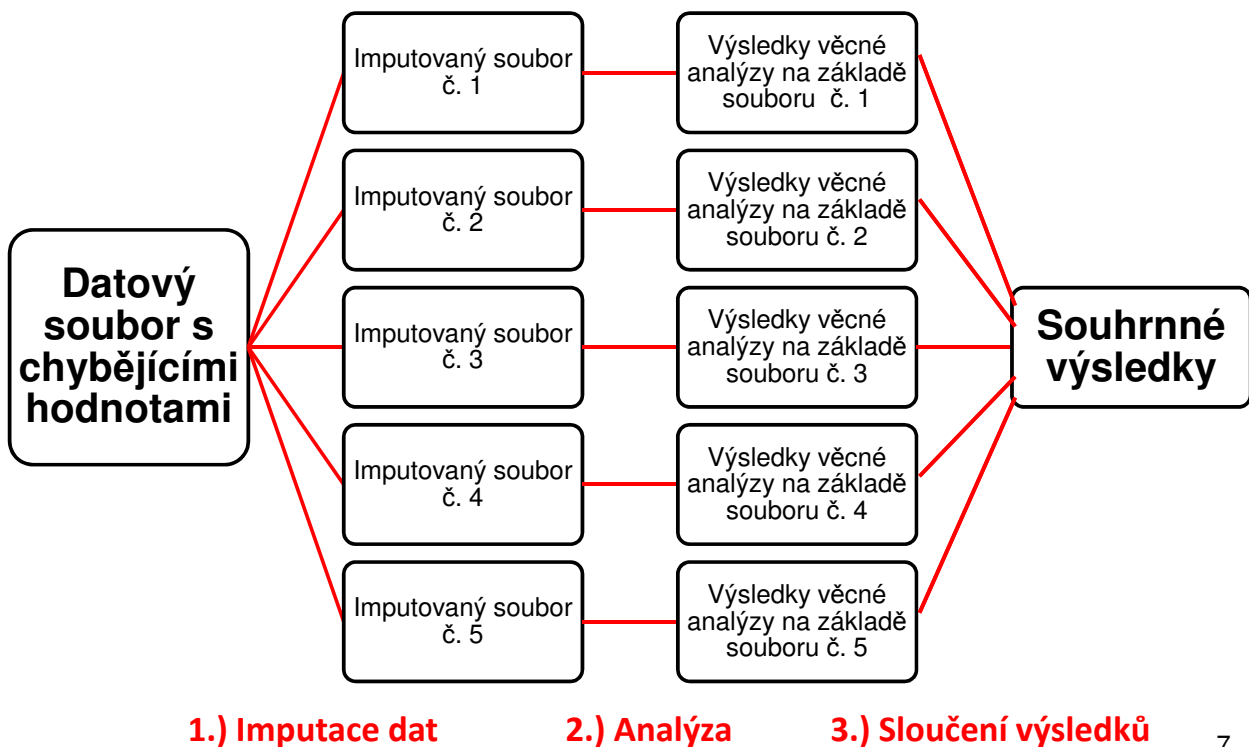 Imputovaný soubor
č. 1
Výsledky věcné
analýzy na základě
souboru č. 1
Imputovaný soubor
č. 2
Výsledky věcné
analýzy na základě
souboru č. 2
Datový
soubor s
chybějícími
hodnotami
Imputovaný soubor
č. 3
Výsledky věcné
analýzy na základě
souboru č. 3
Souhrnné
výsledky
Imputovaný soubor
č. 4
Výsledky věcné
analýzy na základě
souboru č. 4
Imputovaný soubor
č. 5
Výsledky věcné
analýzy na základě
souboru č. 5
1.) Imputace dat
2.) Analýza
3.) Sloučení výsledků
7